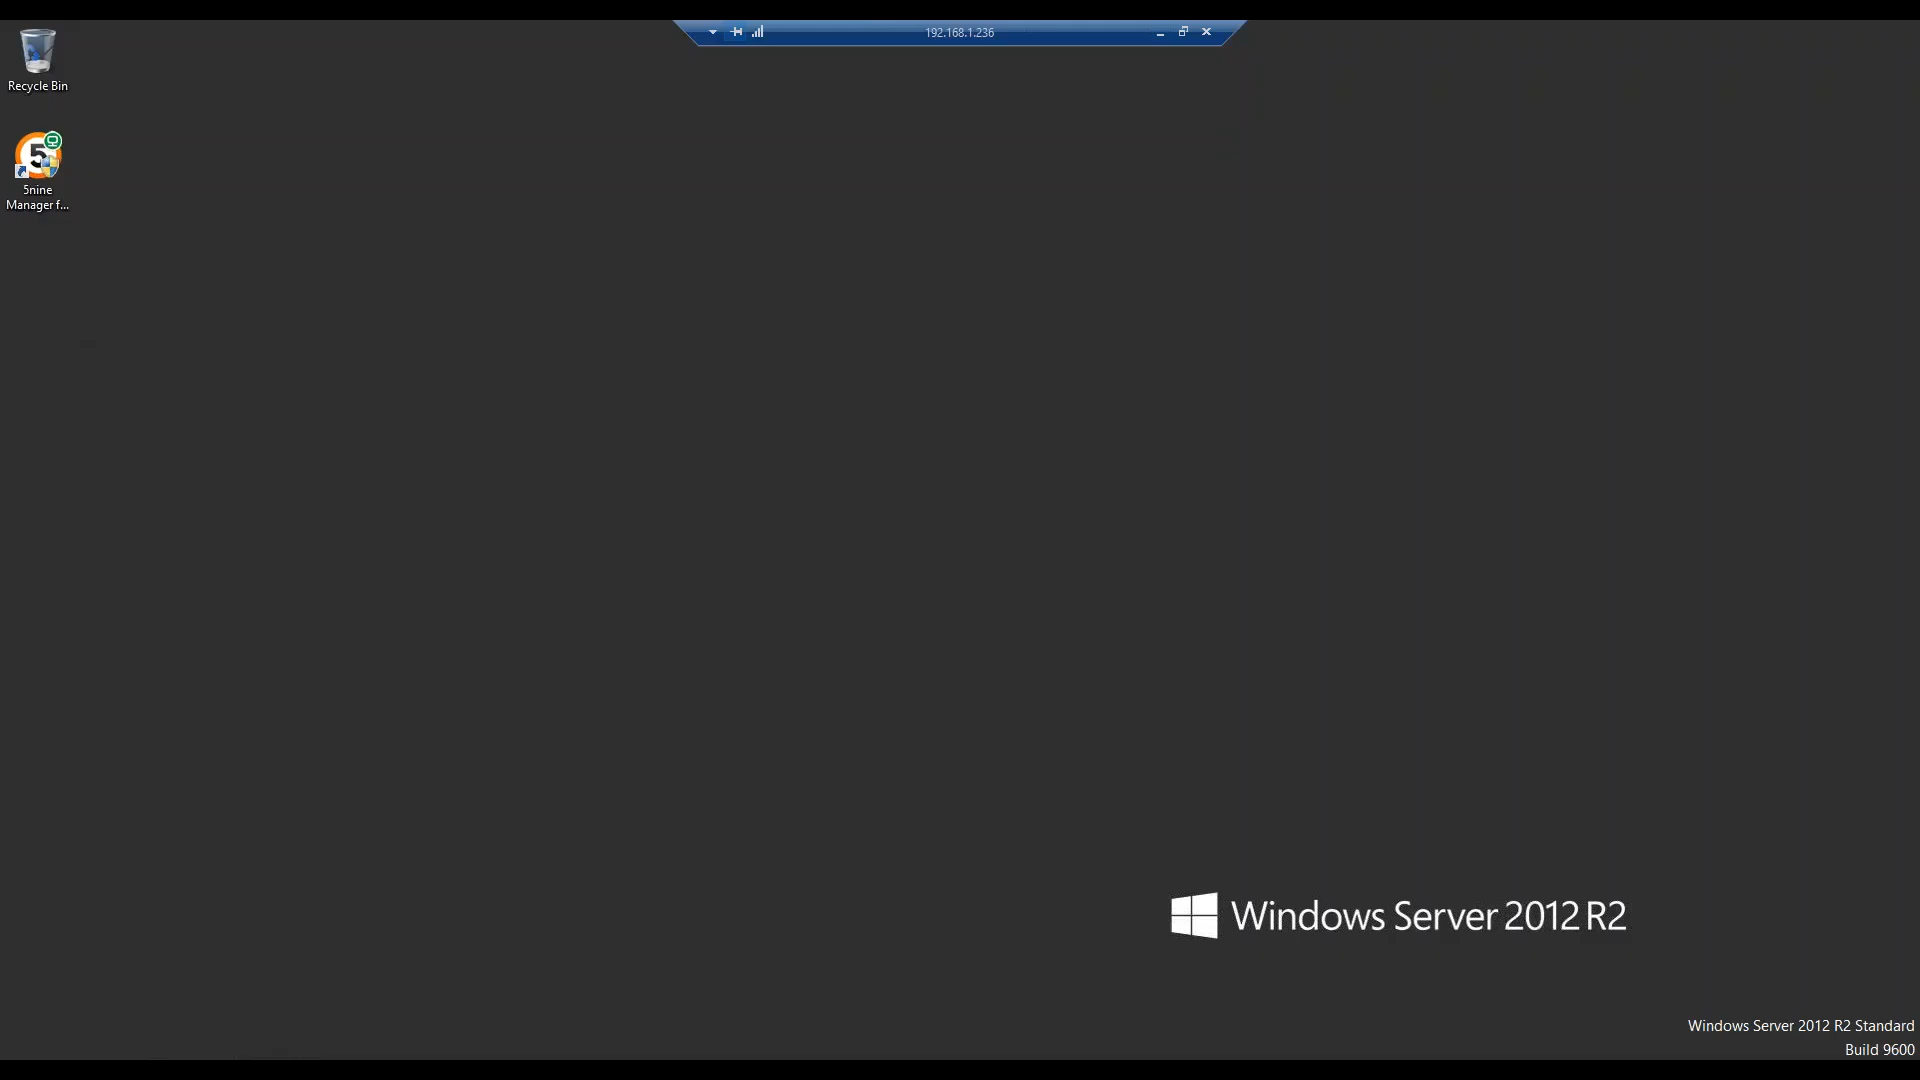 192.168.1.236
Recycle Bin
5
5nine
Manager f...
Windows Server 2012 R2
Windows Server 2012 R2 Standard
Build 9600